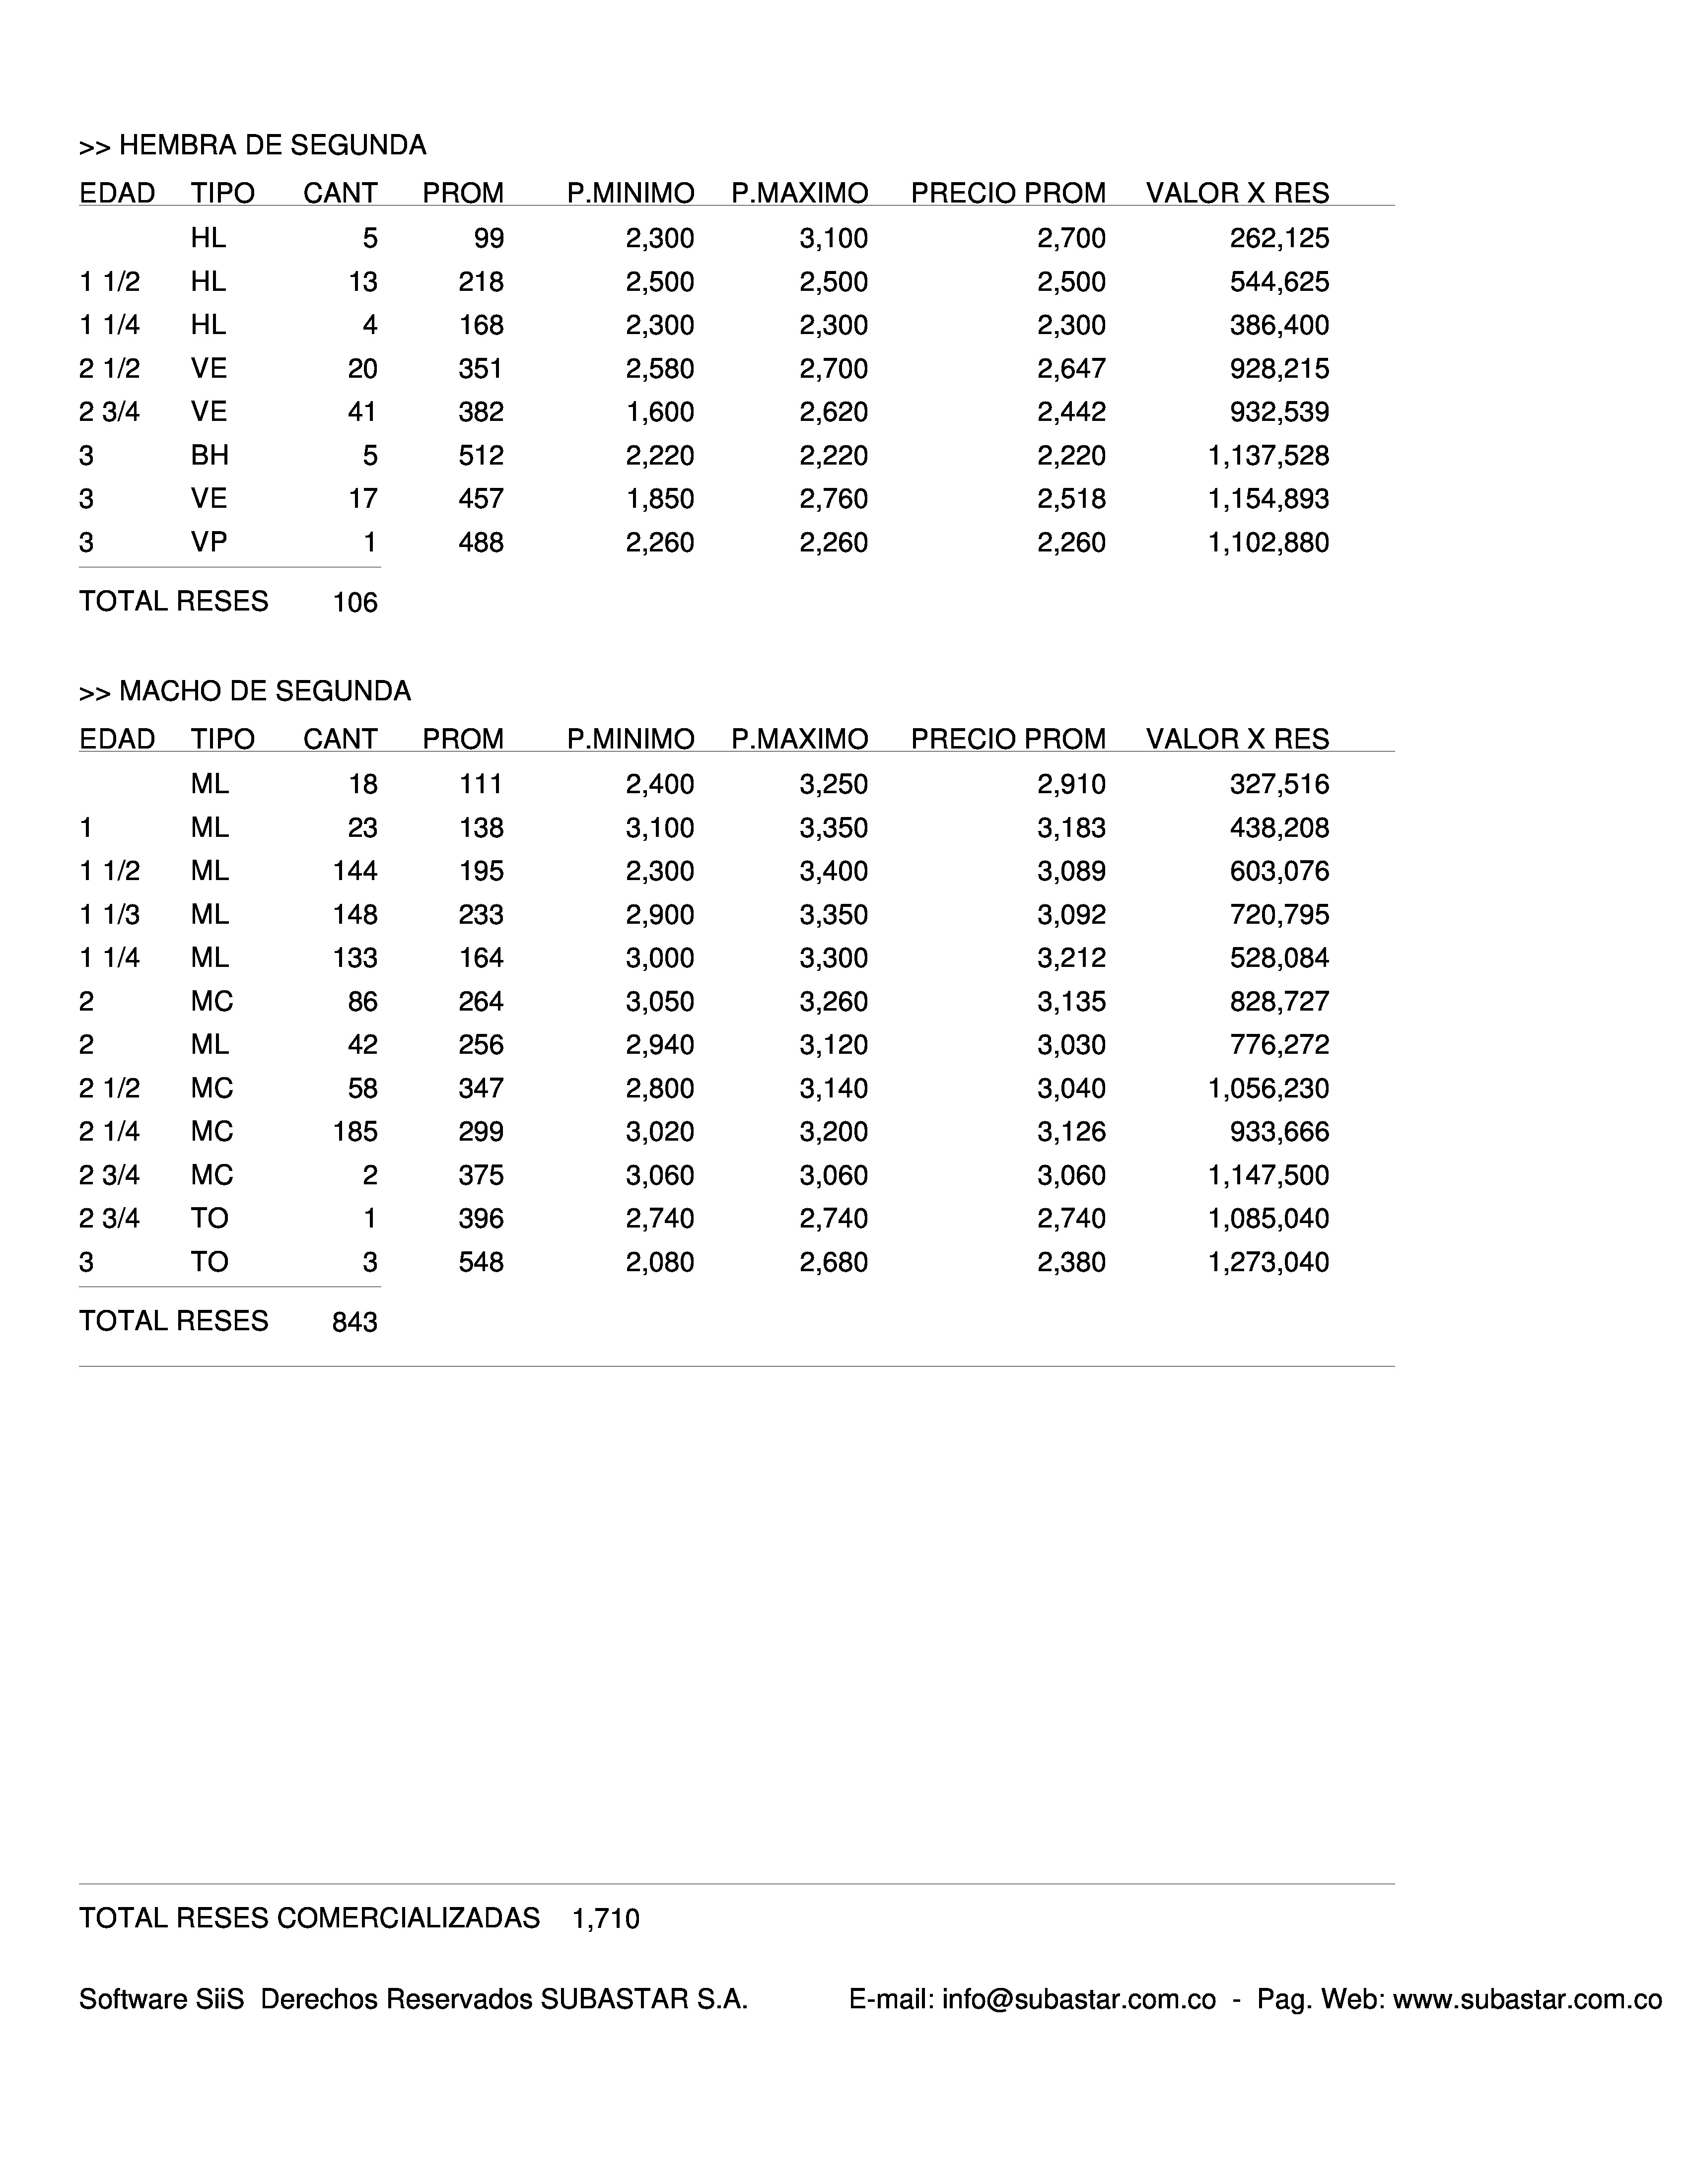 >> HEMBRA DE SEGUNDA
EDAD TIPO CANT PROM P.MINIMO P.MAXIMO PRECIO PROM VALOR X RES
HL 5 99 2,300 3,100 2,700 262,125
1 1/2 HL 13 218 2,500 2,500 2,500 544,625
1 1/4 HL 4 168 2,300 2,300 2,300 386,400
2 1/2 VE 20 351 2,580 2,700 2,647 928,215
2 3/4 VE 41 382 1,600 2,620 2,442 932,539
3 BH 5 512 2,220 2,220 2,220 1,137,528
3 VE 17 457 1,850 2,760 2,518 1,154,893
3 VP 1 488 2,260 2,260 2,260 1,102,880
TOTAL RESES 106
>> MACHO DE SEGUNDA
EDAD TIPO CANT PROM P.MINIMO P.MAXIMO PRECIO PROM VALOR X RES
ML 18 111 2,400 3,250 2,910 327,516
1 ML 23 138 3,100 3,350 3,183 438,208
1 1/2 ML 144 195 2,300 3,400 3,089 603,076
1 1/3 ML 148 233 2,900 3,350 3,092 720,795
1 1/4 ML 133 164 3,000 3,300 3,212 528,084
2 MC 86 264 3,050 3,260 3,135 828,727
2 ML 42 256 2,940 3,120 3,030 776,272
2 1/2 MC 58 347 2,800 3,140 3,040 1,056,230
2 1/4 MC 185 299 3,020 3,200 3,126 933,666
2 3/4 MC 2 375 3,060 3,060 3,060 1,147,500
2 3/4 TO 1 396 2,740 2,740 2,740 1,085,040
3 TO 3 548 2,080 2,680 2,380 1,273,040
TOTAL RESES 843
TOTAL RESES COMERCIALIZADAS 1,710
Software SiiS Derechos Reservados SUBASTAR S.A. E-mail: info@subastar.com.co - Pag. Web: www.subastar.com.co